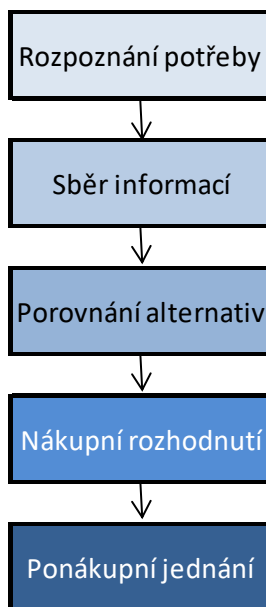 Rozpoznání potřeby
Sběr informací
Porovnání alternativ
Nákupní rozhodnutí
Ponákupní jednání